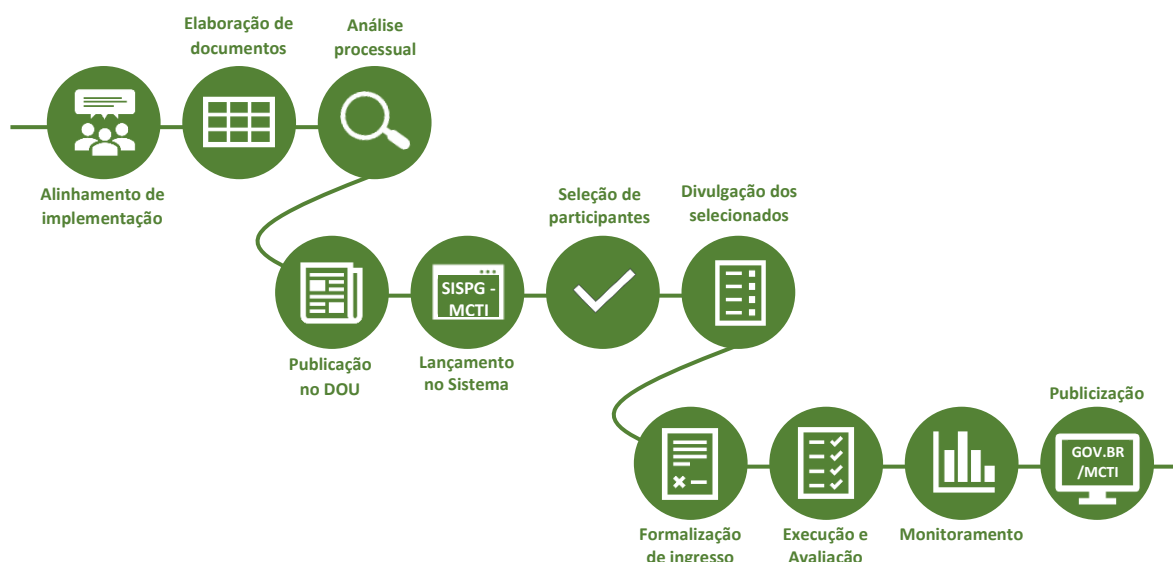 Alinhamento de
implementação
Elaboração de
documentos
Análise
processual
Publicação
no DOU
SISPG -
MCTI
Lançamento
no Sistema
Seleção de
participantes
Divulgação dos
selecionados
Formalização
de ingresso
Execução e
Avaliação
Monitoramento
Publicização
GOV.BR
/MCTI